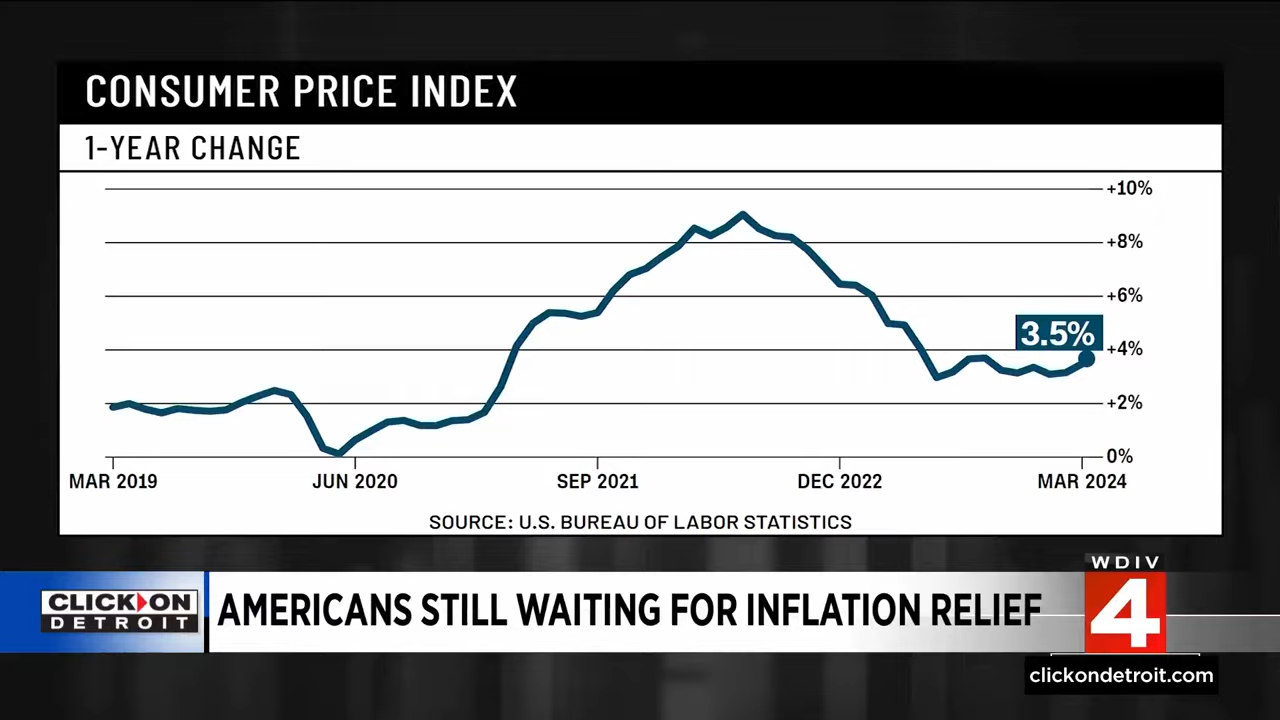 CONSUMER PRICE INDEX
1-YEAR CHANGE
+10%
+8%
+6%
3.5%
+4%
+2%
0%
MAR 2019 JUN 2020 SEP 2021 DEC 2022 MAR 2024
SOURCE: U.S. BUREAU OF LABOR STATISTICS
WDIV
4
CLICK ON
DETROIT
AMERICANS STILL WAITING FOR INFLATION RELIEF
clickondetroit.com